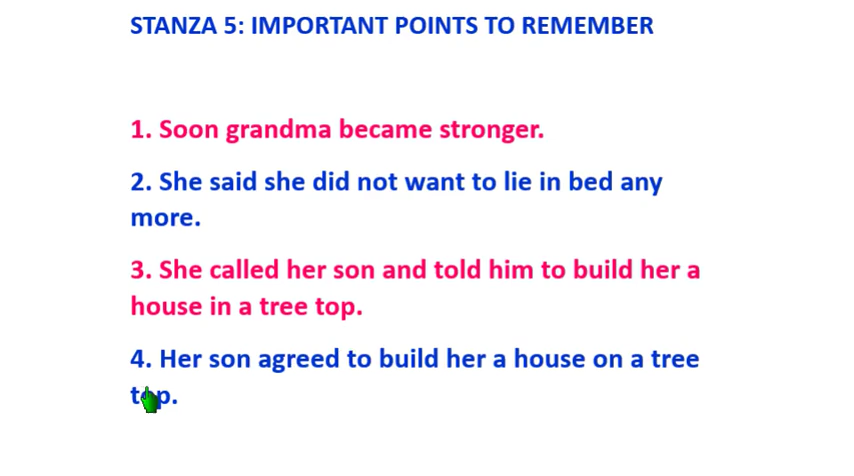 STANZA 5: IMPORTANT POINTS TO REMEMBER
1. Soon grandma became stronger.
2. She said she did not want to lie in bed any
more.
3. She called her son and told him to build her a
house in a tree top.
4. Her son agreed to build her a house on a tree
top.